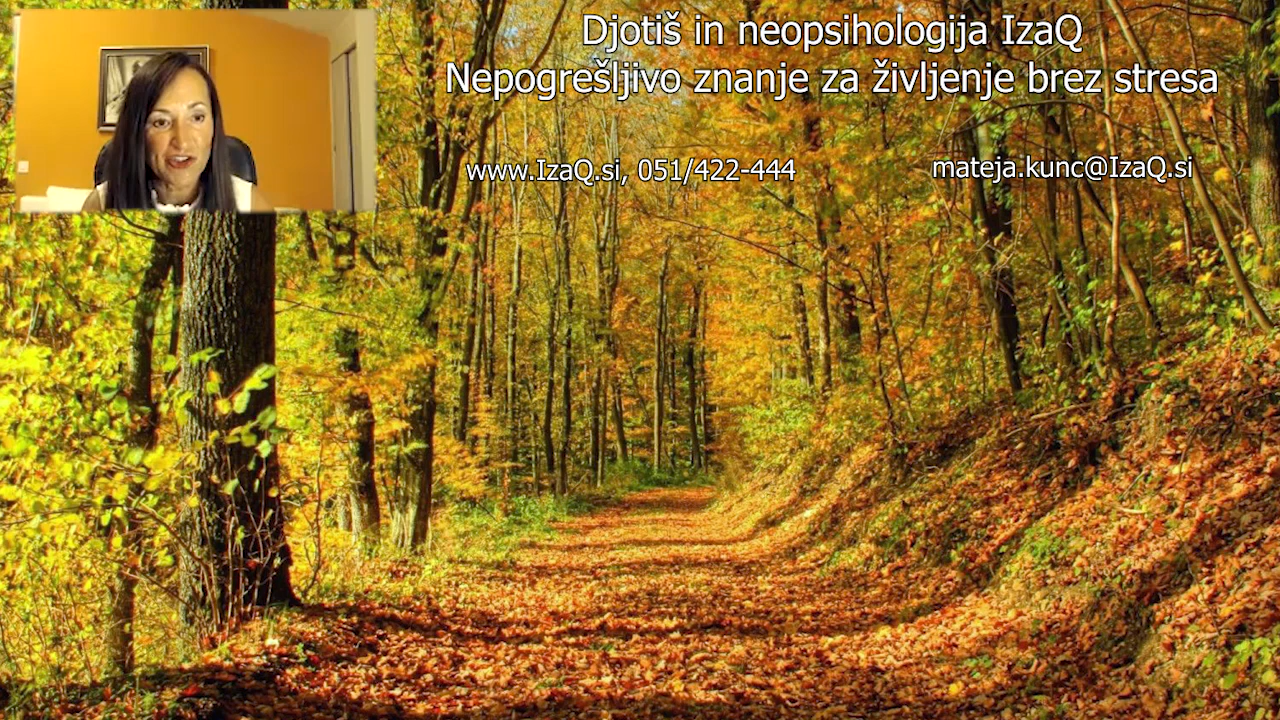 Djotiš in neopsihologija IzaQ
Nepogrešljivo znanje za življenje brez stresa
www.IzaQ.si, 051/422-444
mateja.kunc@IzaQ.si